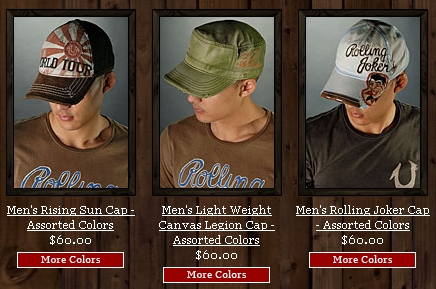 WORLD TOUR
Rolling
Rolling
Rolling
Joker
Men's Rising Sun Cap -
Assorted Colors
$60.00
More Colors
Men's Light Weight
Canvas Legion Cap -
Assorted Colors
$60.00
More Colors
Men's Rolling Joker Cap
- Assorted Colors
$60.00
More Colors